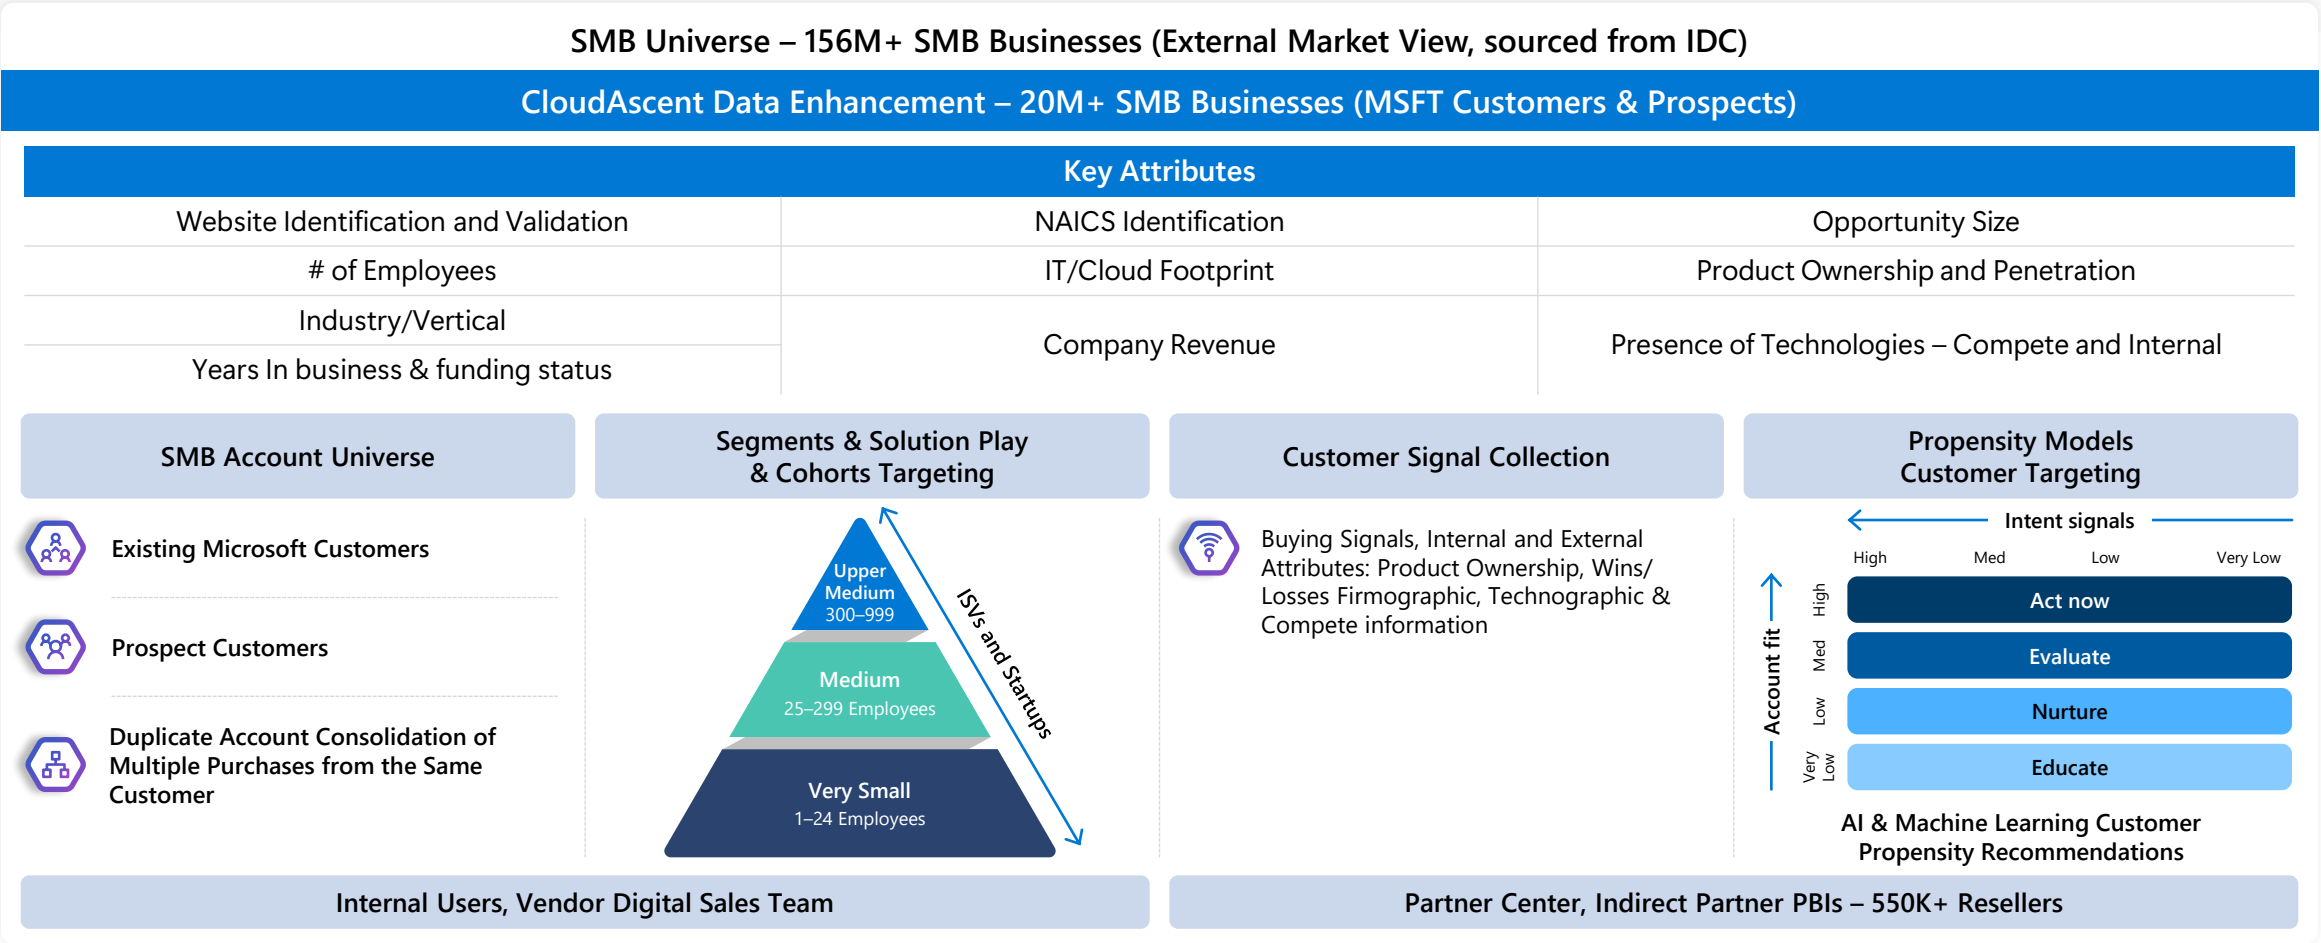 SMB Universe – 156M+ SMB Businesses (External Market View, sourced from IDC)
CloudAscent Data Enhancement – 20M+ SMB Businesses (MSFT Customers & Prospects)
Key Attributes
Website Identification and Validation
NAICS Identification
Opportunity Size
# of Employees
IT/Cloud Footprint
Product Ownership and Penetration
Industry/Vertical
Company Revenue
Presence of Technologies – Compete and Internal
Years In business & funding status
SMB Account Universe
Existing Microsoft Customers
Prospect Customers
Duplicate Account Consolidation of
Multiple Purchases from the Same
Customer
Segments & Solution Play
& Cohorts Targeting
Upper
Medium
300–999
Medium
25–299 Employees
Very Small
1–24 Employees
ISVs and Startups
Customer Signal Collection
Buying Signals, Internal and External
Attributes: Product Ownership, Wins/
Losses Firmographic, Technographic &
Compete information
Propensity Models
Customer Targeting
Intent signals
High
Med
Low
Very Low
Account fit
High
Act now
Med
Evaluate
Low
Nurture
Very
Low
Educate
AI & Machine Learning Customer
Propensity Recommendations
Internal Users, Vendor Digital Sales Team
Partner Center, Indirect Partner PBIs – 550K+ Resellers